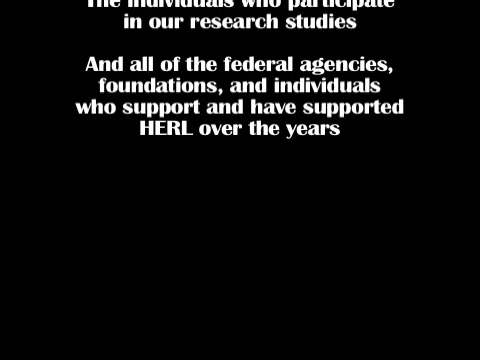 The individuals who participate
in our research studies
And all of the federal agencies,
foundations, and individuals
who support and have supported
HERL over the years